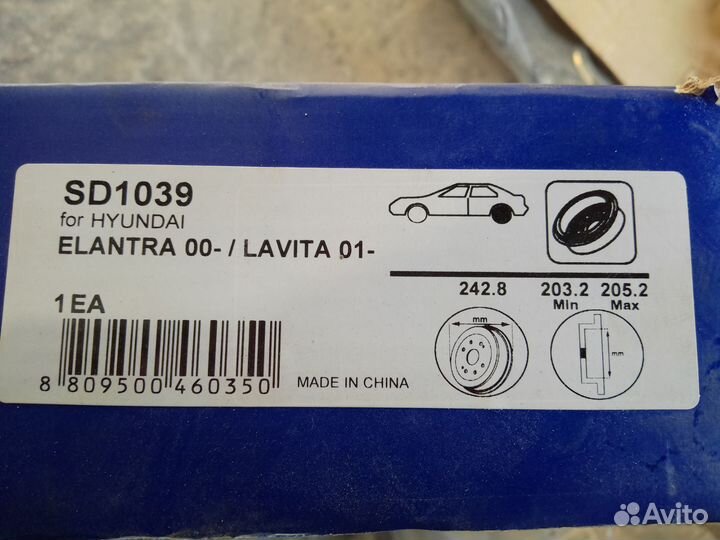 SD1039
for HYUNDAI
ELANTRA 00- / LAVITA 01-
1EA
8 809500 460350
MADE IN CHINA
242.8 203.2 205.2
Min Max
mm
mm
Avito